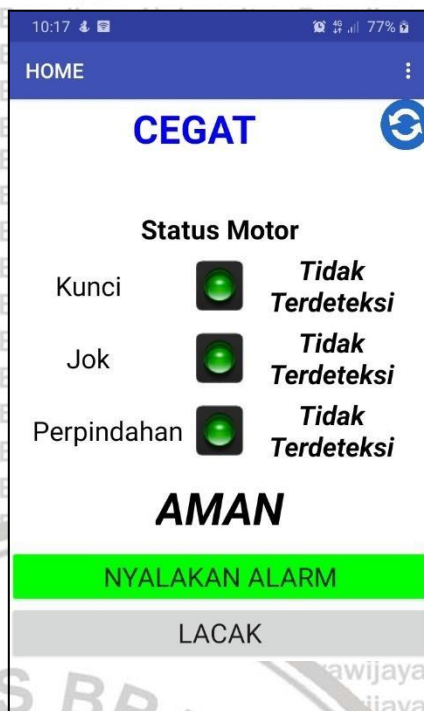 10:17 4G 77%
HOME
CEGAT
Status Motor
Kunci Tidak Terdeteksi
Jok Tidak Terdeteksi
Perpindahan Tidak Terdeteksi
AMAN
NYALAKAN ALARM
LACAK